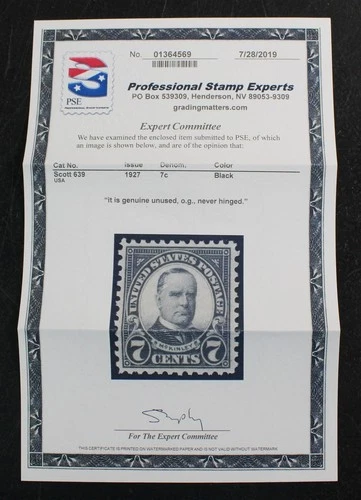 No. 01364569 7/28/2019
PSE
Professional Stamp Experts
PO Box 539309, Henderson, NV 89053-9309
gradingmatters.com
Expert Committee
We have examined the enclosed item submitted to PSE, of which
an image is shown below, and are of the opinion that:
Cat No. Issue Denom. Color
Scott 639 1927 7c Black
USA
"it is genuine unused, o.g., never hinged."
UNITED STATES POSTAGE
MCKINLEY
7 CENTS 7
For The Expert Committee
THIS CERTIFICATE IS PRINTED ON WATERMARKED PAPER AND IS NOT VALID WITHOUT WATERMARK